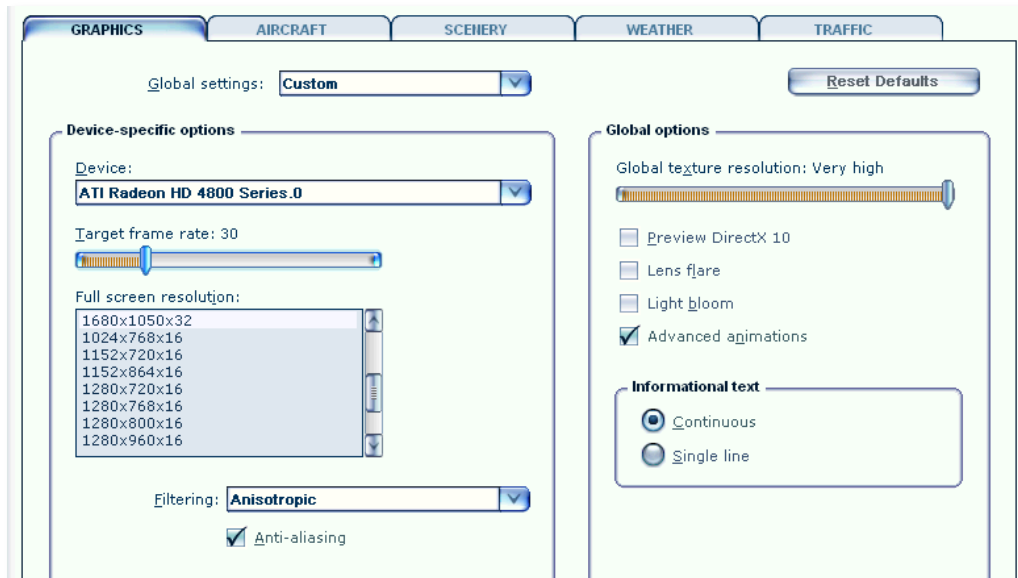 GRAPHICS AIRCRAFT SCENERY WEATHER TRAFFIC
Global settings: Custom
Reset Defaults
Device-specific options
Device:
ATI Radeon HD 4800 Series.0
Target frame rate: 30
Full screen resolution:
1680x1050x32
1024x768x16
1152x720x16
1152x864x16
1280x720x16
1280x768x16
1280x800x16
1280x960x16
Filtering: Anisotropic
Anti-aliasing
Global options
Global texture resolution: Very high
Preview DirectX 10
Lens flare
Light bloom
Advanced animations
Informational text
Continuous
Single line